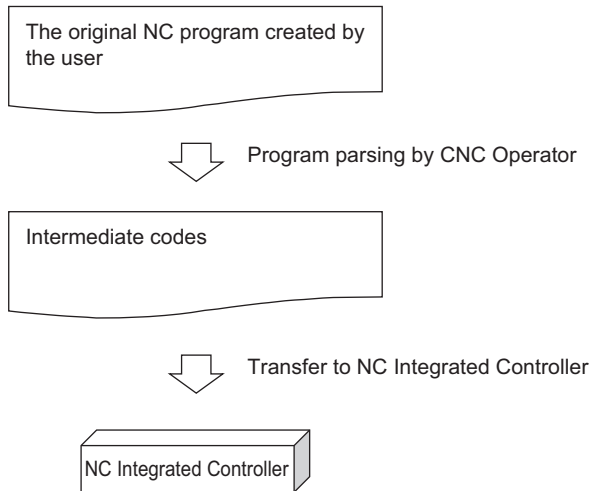 The original NC program created by
the user
Program parsing by CNC Operator
Intermediate codes
Transfer to NC Integrated Controller
NC Integrated Controller